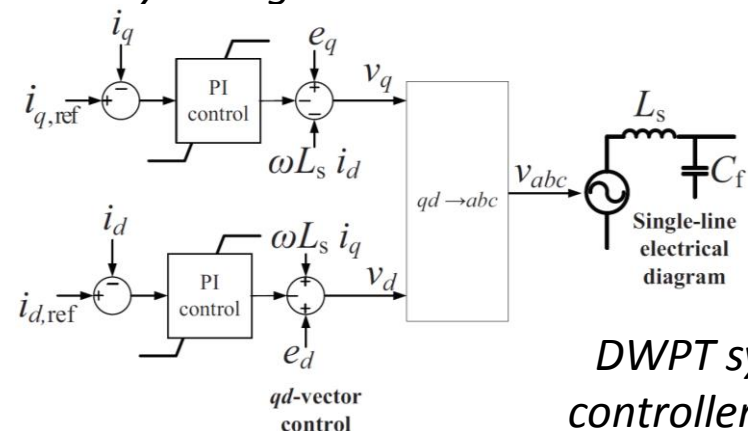 i_q
e_q
i_q,ref
+
−
PI
control
−
+
−
v_q
ωL_s i_d
i_d
ωL_s i_q
i_d,ref
+
−
PI
control
−
+
+
v_d
e_d
qd→abc
v_abc
L_s
C_f
Single-line
electrical
diagram
qd-vector
control
DWPT sy
controller